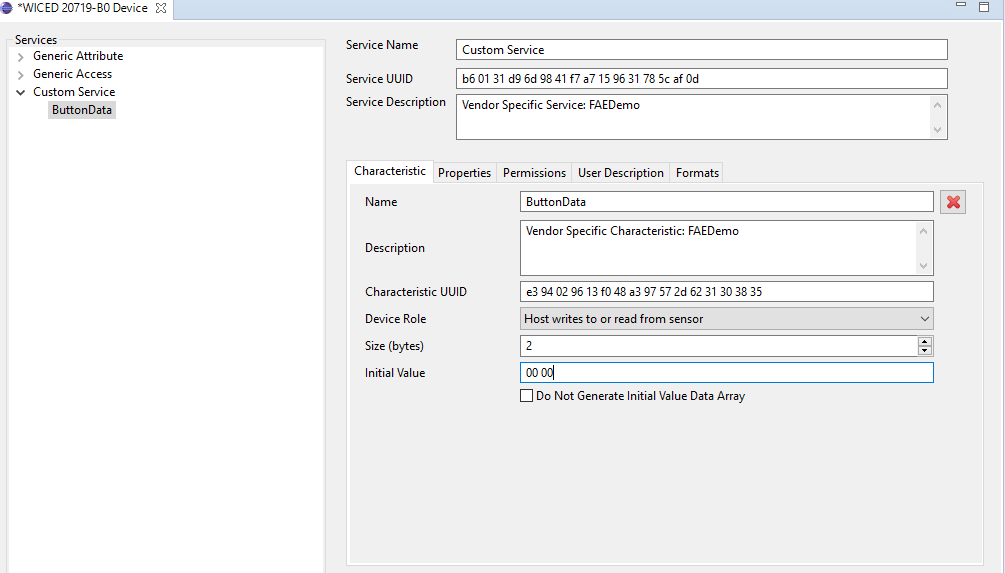 *WICED 20719-B0 Device
Services
Generic Attribute
Generic Access
Custom Service
ButtonData
Service Name
Custom Service
Service UUID
b6 01 31 d9 6d 98 41 f7 a7 15 96 31 78 5c af 0d
Service Description
Vendor Specific Service: FAEDemo
Characteristic Properties Permissions User Description Formats
Name
ButtonData
Description
Vendor Specific Characteristic: FAEDemo
Characteristic UUID
e3 94 02 96 13 f0 48 a3 97 57 2d 62 31 30 38 35
Device Role
Host writes to or read from sensor
Size (bytes)
2
Initial Value
00 00
Do Not Generate Initial Value Data Array